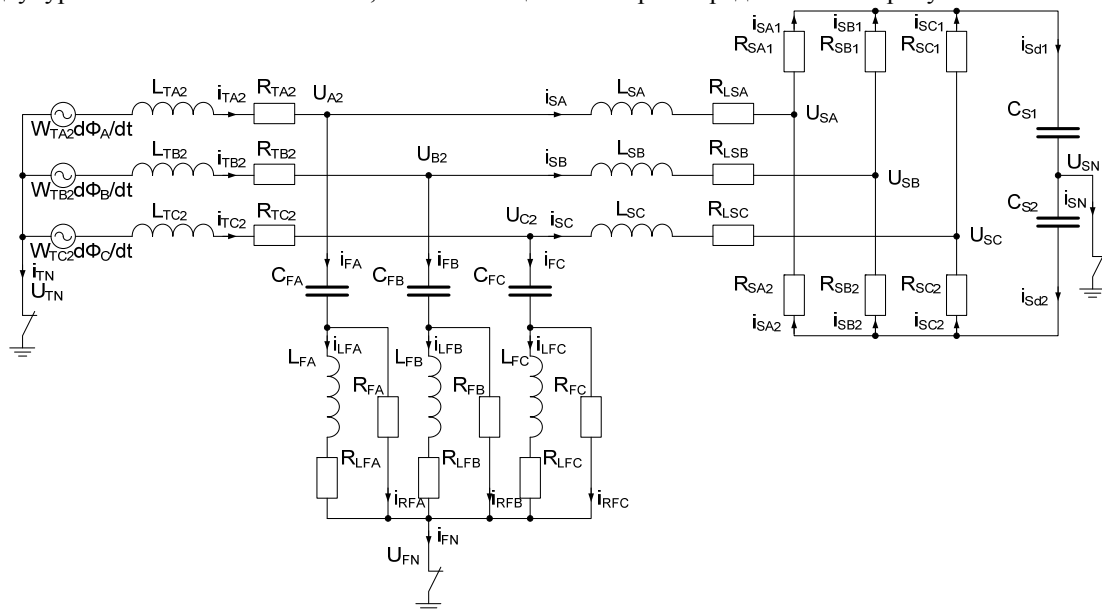 i_SA1 i_SB1 i_SC1
R_SA1 R_SB1 R_SC1 i_Sd1
L_TA2 i_TA2 R_TA2 U_A2 i_SA L_SA R_LSA
U_SA C_S1
W_TA2dΦ_A/dt
L_TB2 i_TB2 R_TB2 U_B2 i_SB L_SB R_LSB
U_SB U_SN
W_TB2dΦ_B/dt
L_TC2 i_TC2 R_TC2 U_C2 i_SC L_SC R_LSC C_S2 i_SN
U_SC
W_TC2dΦ_C/dt
i_TN
U_TN
C_FA i_FA C_FB i_FB C_FC i_FC
R_SA2 R_SB2 R_SC2 i_Sd2
i_SA2 i_SB2 i_SC2
L_FA i_LFA L_FB i_LFB L_FC i_LFC
R_FA R_FB R_FC
R_LFA R_LFB R_LFC
i_RFA i_RFB i_RFC
i_FN
U_FN